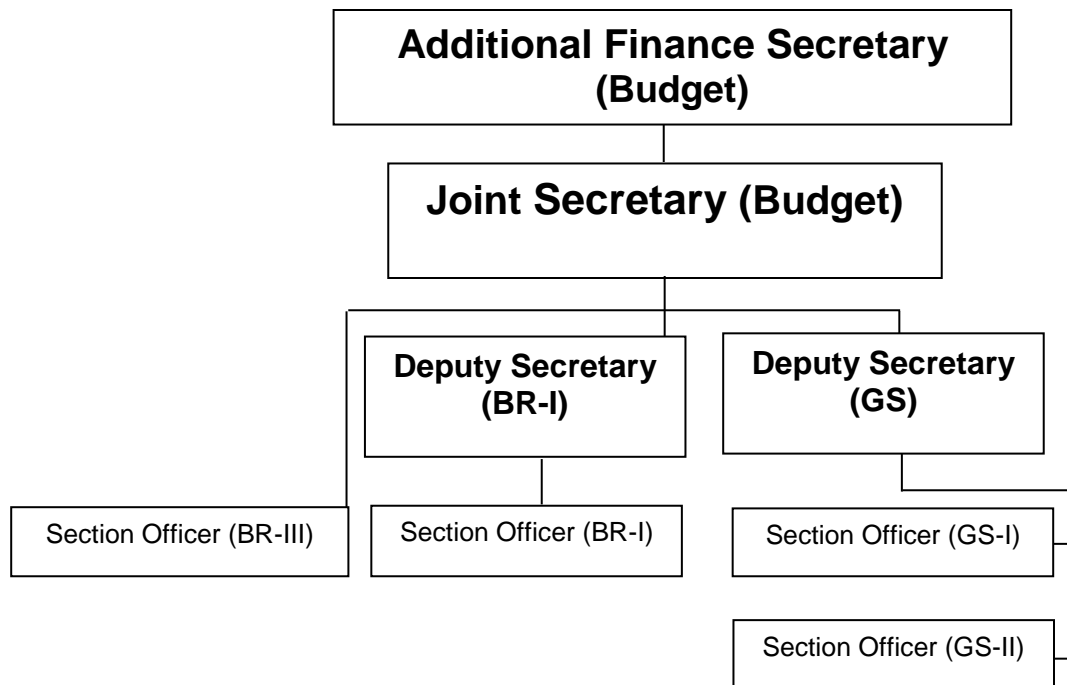 Additional Finance Secretary
(Budget)
Joint Secretary (Budget)
Deputy Secretary
(BR-I)
Deputy Secretary
(GS)
Section Officer (BR-III)
Section Officer (BR-I)
Section Officer (GS-I)
Section Officer (GS-II)